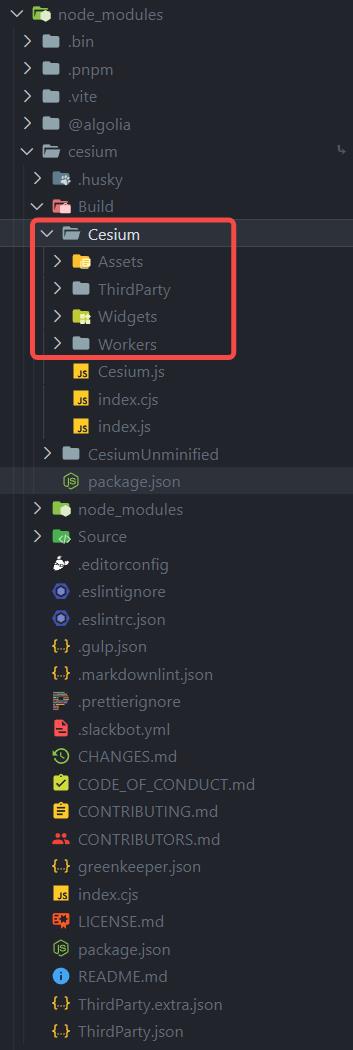 node_modules
.bin
.pnpm
.vite
@algolia
cesium
.husky
Build
Cesium
Assets
ThirdParty
Widgets
Workers
JS Cesium.js
JS index.cjs
JS index.js
CesiumUnminified
package.json
node_modules
Source
.editorconfig
.eslintignore
.eslintrc.json
{..} .gulp.json
{..} .markdownlint.json
.prettierignore
.slackbot.yml
CHANGES.md
CODE_OF_CONDUCT.md
CONTRIBUTING.md
CONTRIBUTORS.md
{..} greenkeeper.json
JS index.cjs
LICENSE.md
package.json
README.md
{..} ThirdParty.extra.json
{..} ThirdParty.json